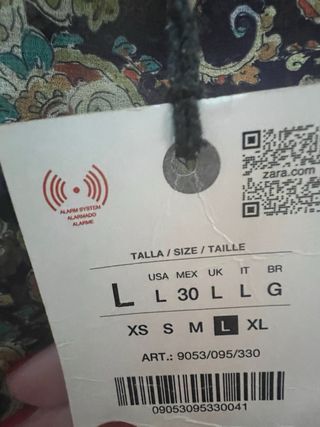 zara.com
ALARM SYSTEM
ALARMADO
ALARME
TALLA / SIZE / TAILLE
USA MEX UK IT BR
L L 30 L L G
XS S M L XL
ART.: 9053/095/330
09053095330041